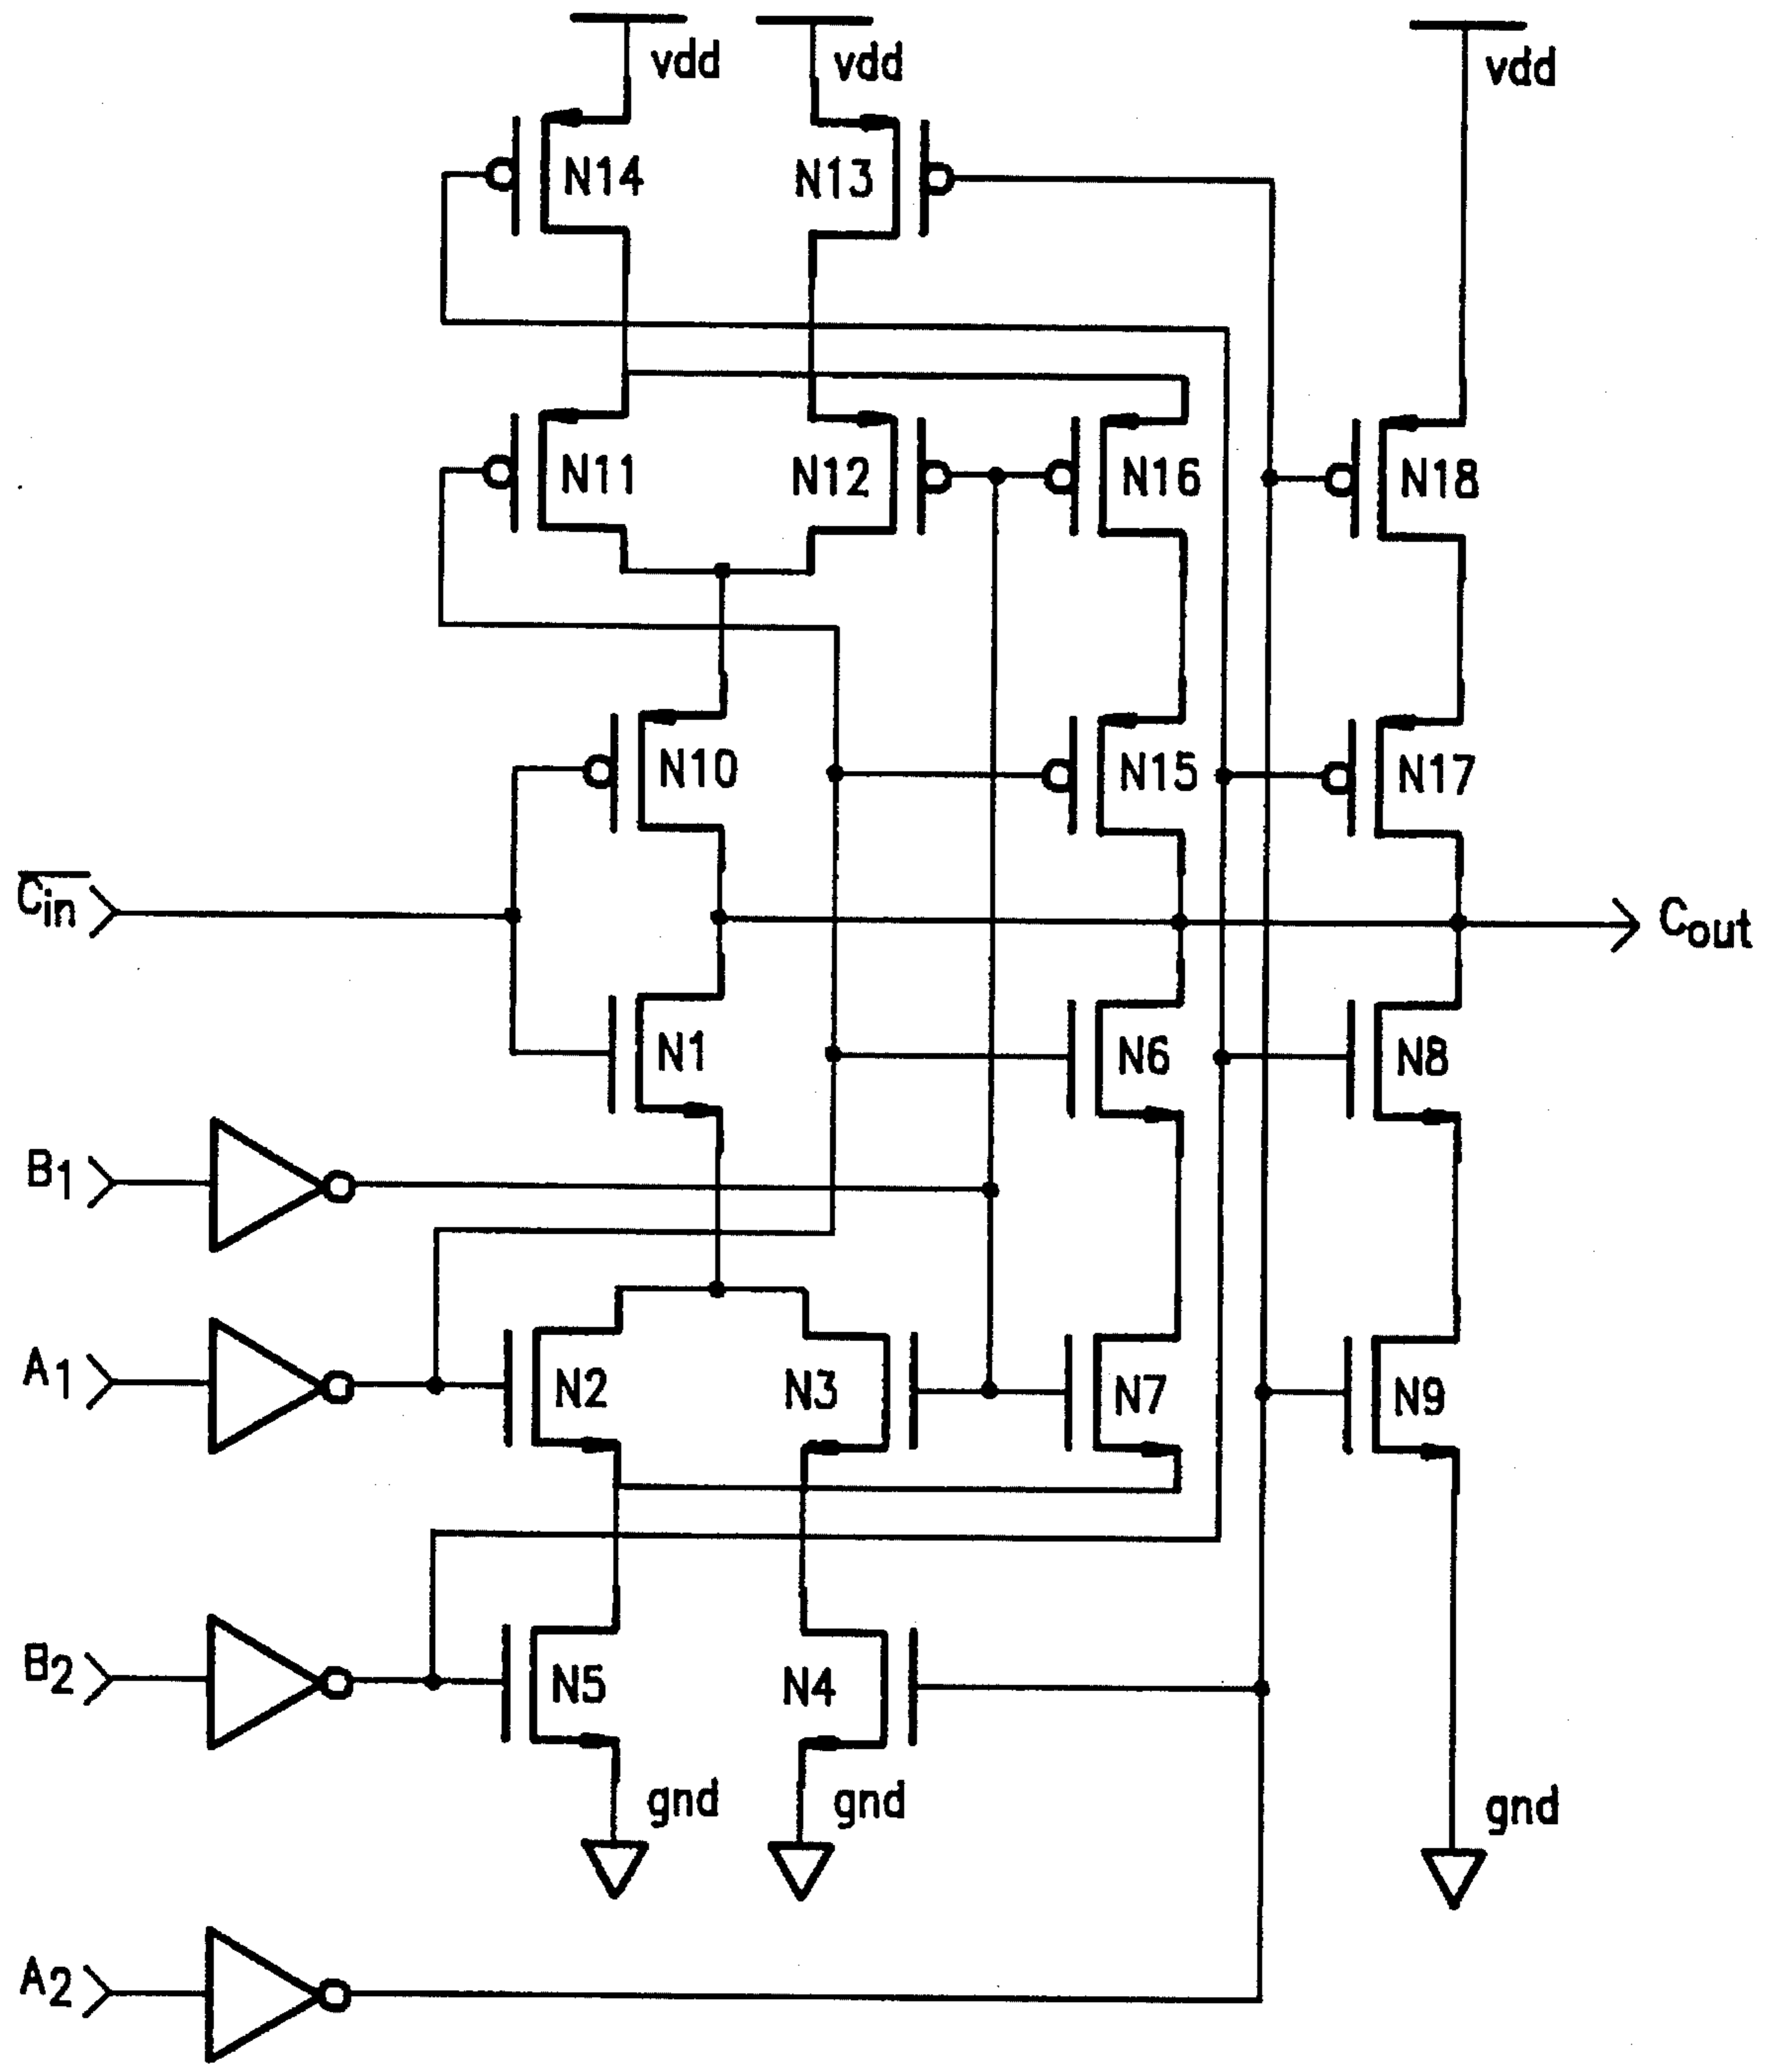 vdd vdd vdd
N14 N13
N11 N12 N16 N18
N10 N15 N17
C̅i̅n̅ Cout
N1 N6 N8
B1
A1 N2 N3 N7 N9
B2 N5 N4
gnd gnd gnd
A2